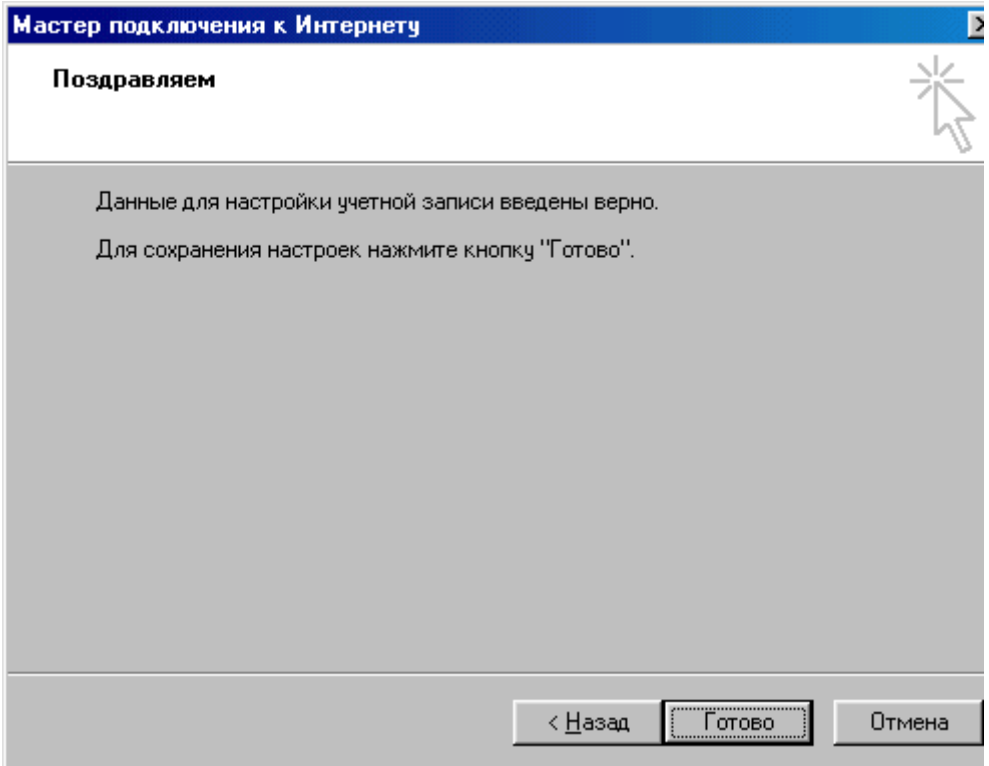 Мастер подключения к Интернету
Поздравляем
Данные для настройки учетной записи введены верно.
Для сохранения настроек нажмите кнопку "Готово".
< Назад
Готово
Отмена